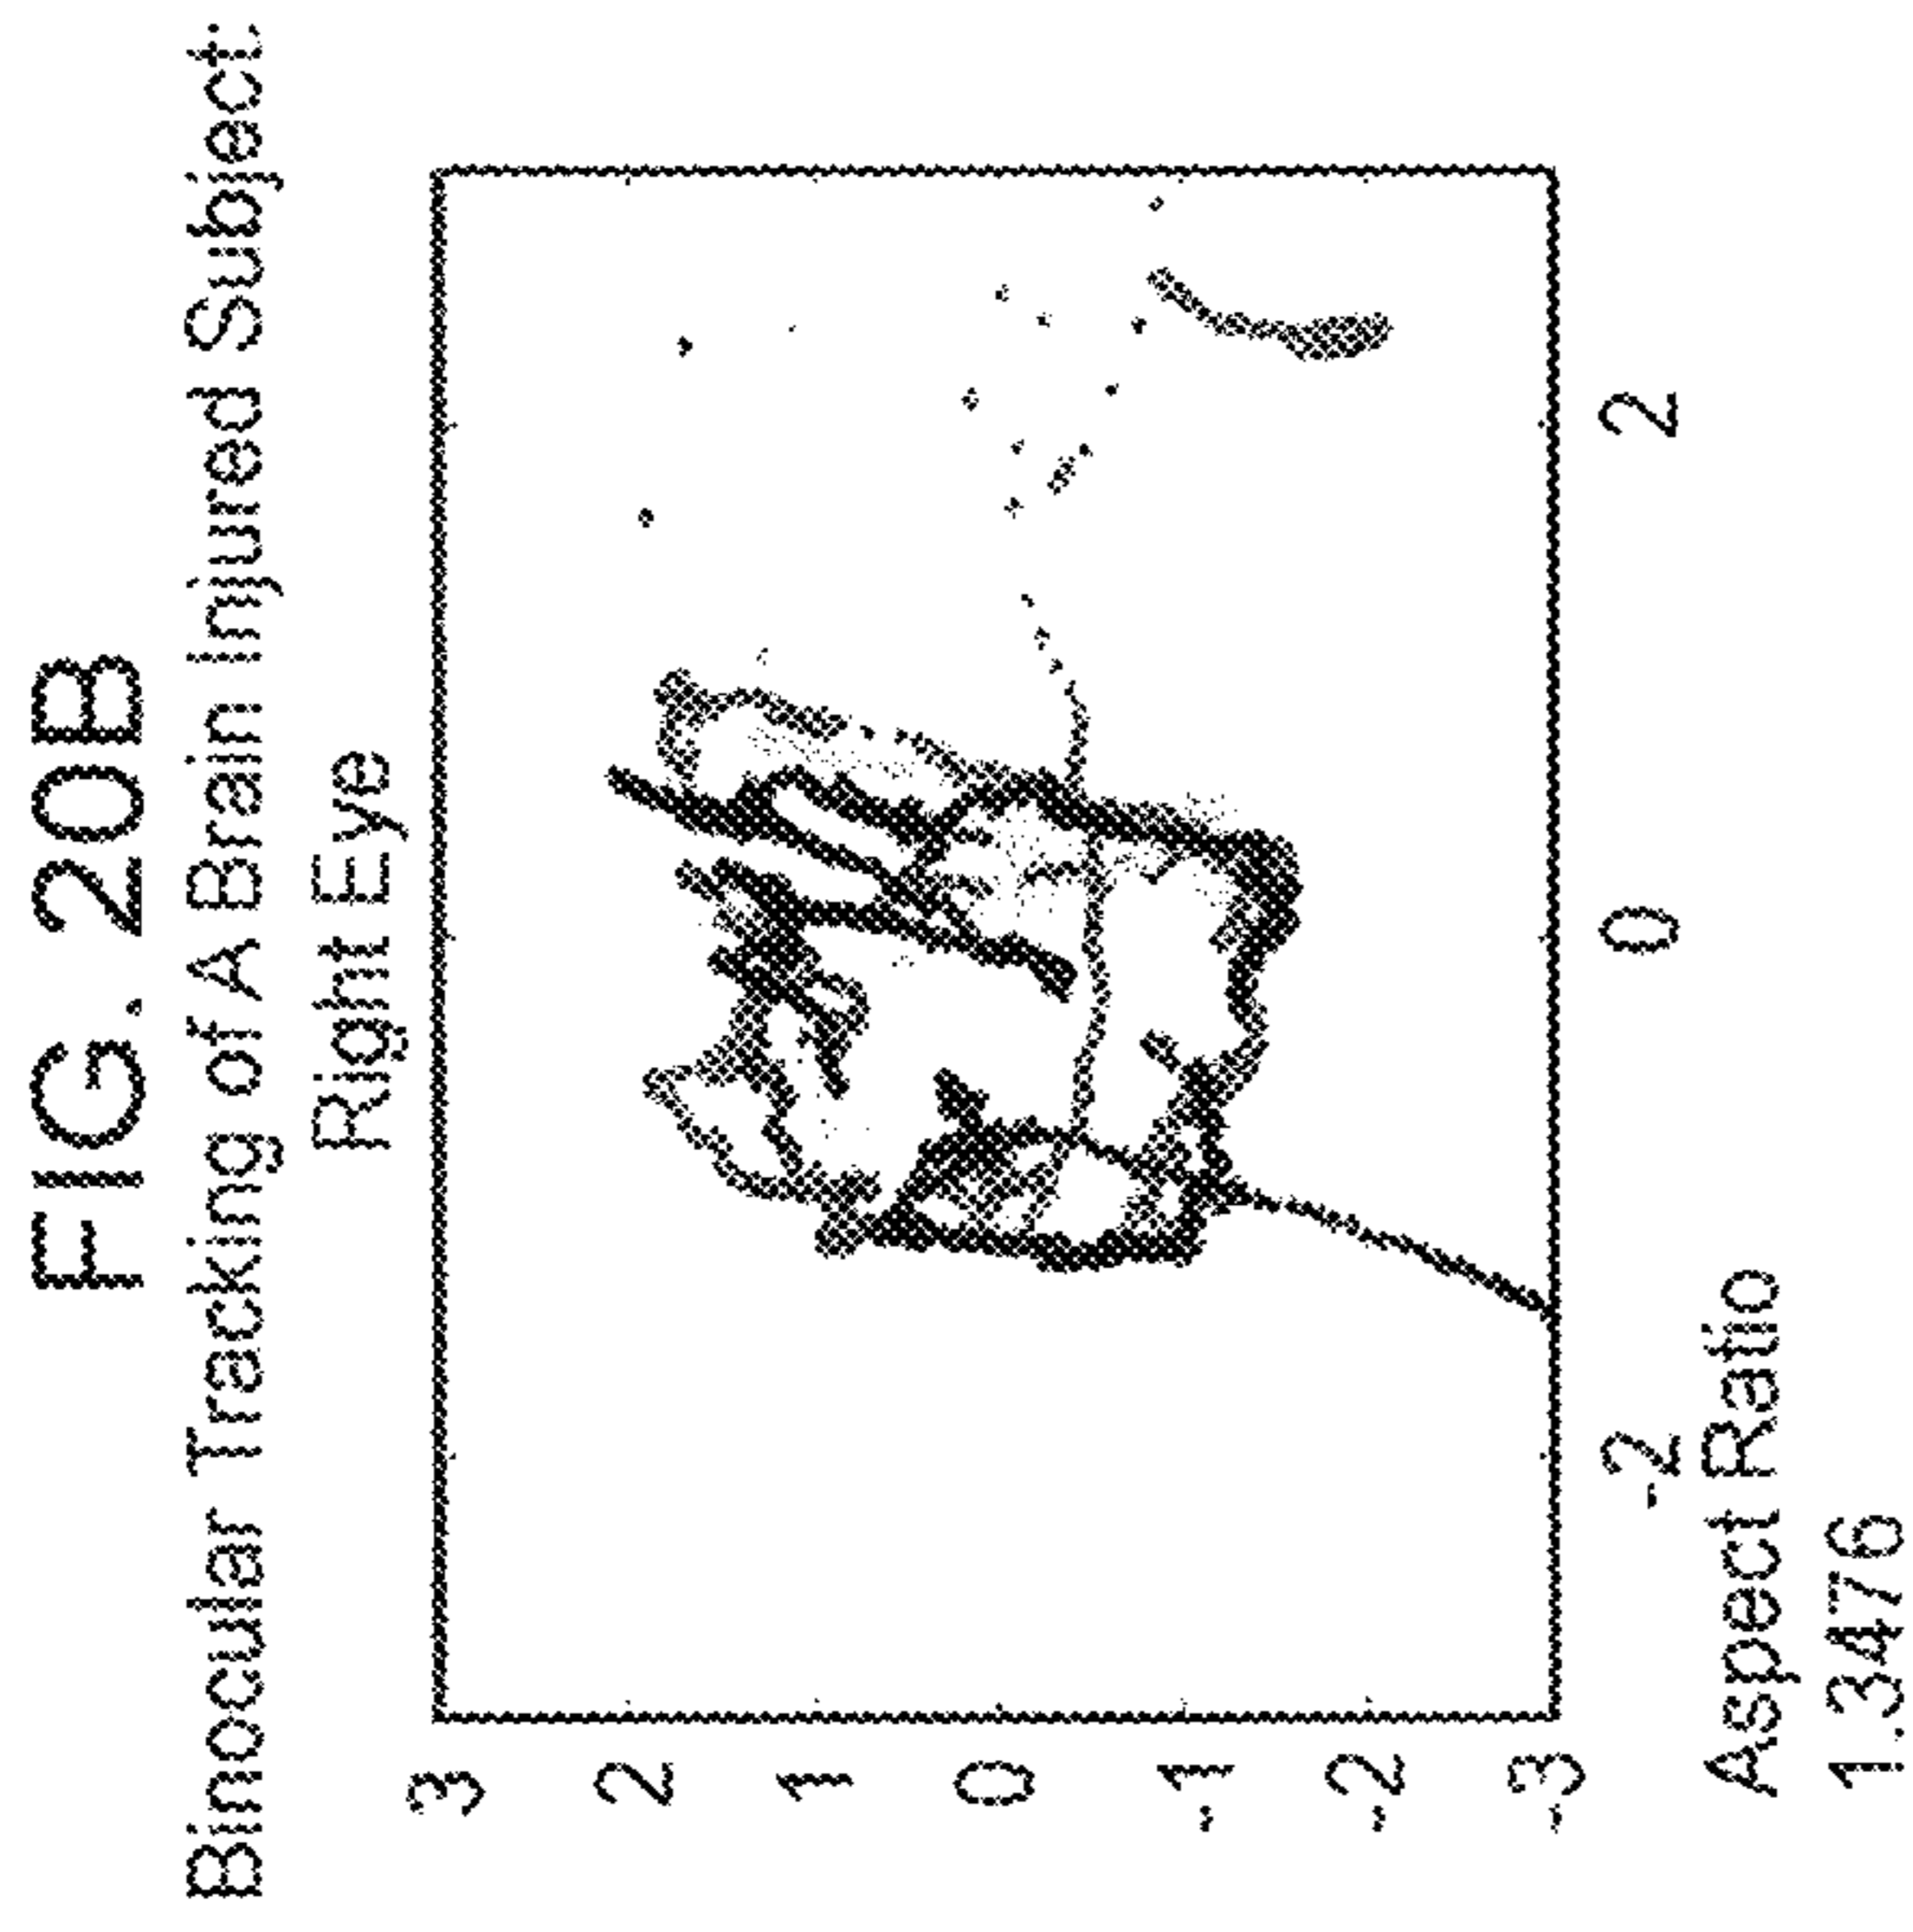 FIG. 20B
Binocular Tracking of A Brain Injured Subject:
Right Eye
3
2
1
0
-1
-2
-3
-2 0 2
Aspect Ratio
1.3476